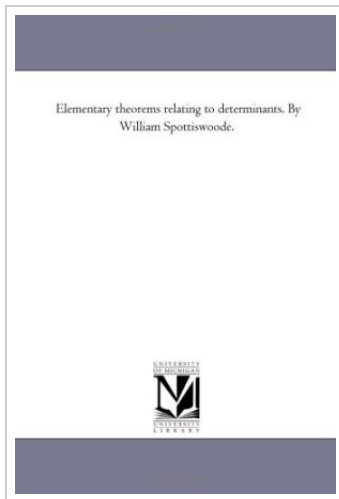 Elementary theorems relating to determinants. By
William Spottiswoode.
UNIVERSITY
OF MICHIGAN
M
UNIVERSITY
LIBRARY